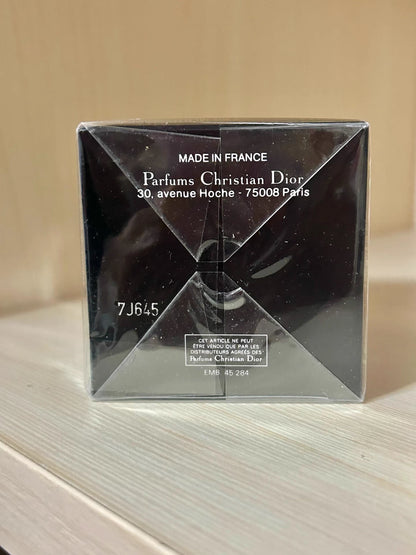 MADE IN FRANCE
Parfums Christian Dior
30, avenue Hoche - 75008 Paris
7J645
CET ARTICLE NE PEUT
ÊTRE VENDU QUE PAR LES
DISTRIBUTEURS AGRÉÉS DES
Parfums Christian Dior
EMB 45 284